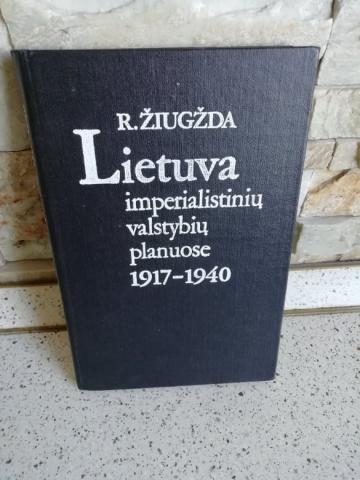 R. ŽIUGŽDA
Lietuva
imperialistinių
valstybių
planuose
1917–1940